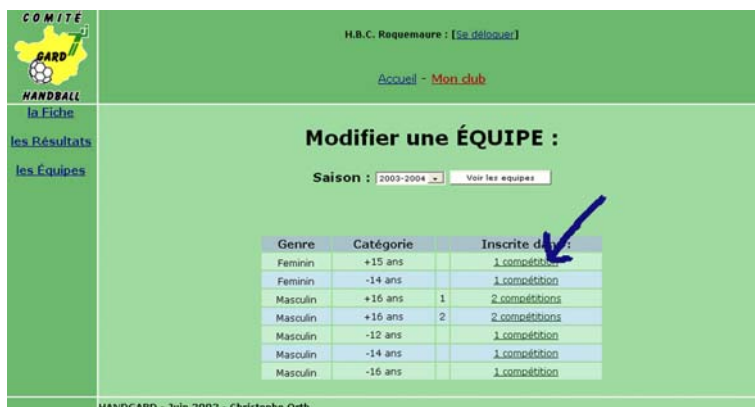 COMITÉ
GARD
HANDBALL
H.B.C. Roquemaure : [Se déloguer]
Accueil - Mon club
la Fiche
les Résultats
les Équipes
Modifier une ÉQUIPE :
Saison : 2003-2004 Voir les equipes
Genre Catégorie Inscrite dans :
Feminin +15 ans 1 compétition
Feminin -14 ans 1 compétition
Masculin +16 ans 1 2 compétitions
Masculin +16 ans 2 2 compétitions
Masculin -12 ans 1 compétition
Masculin -14 ans 1 compétition
Masculin -16 ans 1 compétition
HANDGARD - Juin 2002 - Christophe Orth